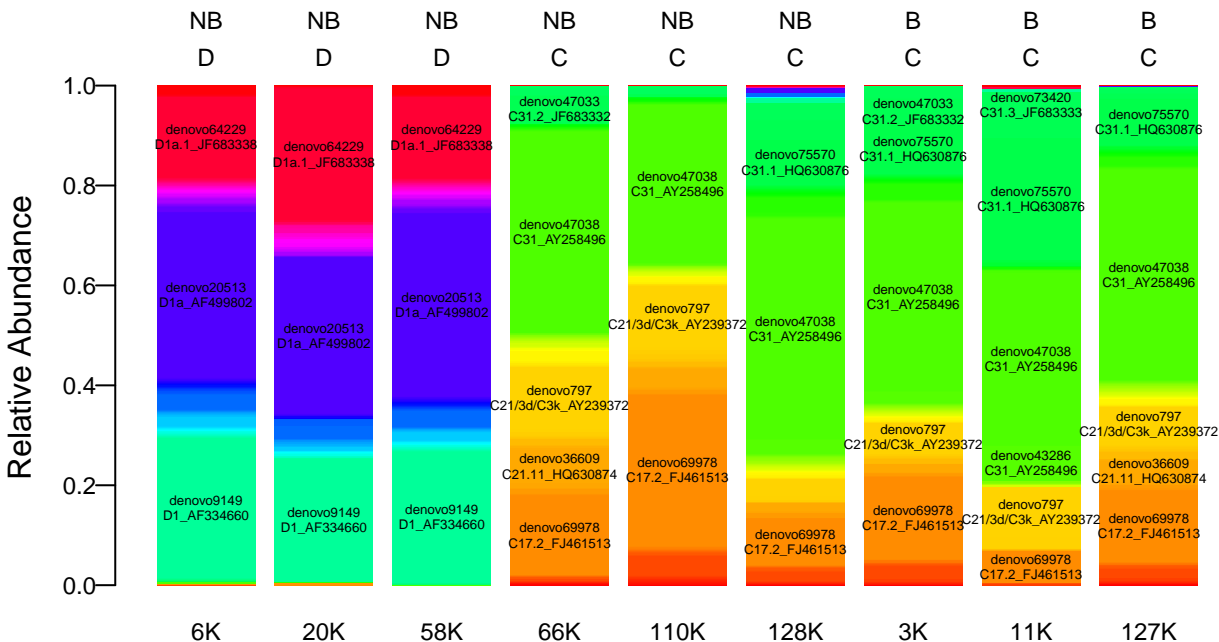 NB NB NB NB NB NB B B B
D D D C C C C C C
Relative Abundance
1.0
0.8
0.6
0.4
0.2
0.0
denovo64229
D1a.1_JF683338
denovo20513
D1a_AF499802
denovo9149
D1_AF334660
denovo64229
D1a.1_JF683338
denovo20513
D1a_AF499802
denovo9149
D1_AF334660
denovo64229
D1a.1_JF683338
denovo20513
D1a_AF499802
denovo9149
D1_AF334660
denovo47033
C31.2_JF683332
denovo47038
C31_AY258496
denovo797
C21/3d/C3k_AY239372
denovo36609
C21.11_HQ630874
denovo69978
C17.2_FJ461513
denovo47038
C31_AY258496
denovo797
C21/3d/C3k_AY239372
denovo69978
C17.2_FJ461513
denovo75570
C31.1_HQ630876
denovo47038
C31_AY258496
denovo69978
C17.2_FJ461513
denovo47033
C31.2_JF683332
denovo75570
C31.1_HQ630876
denovo47038
C31_AY258496
denovo797
C21/3d/C3k_AY239372
denovo69978
C17.2_FJ461513
denovo73420
C31.3_JF683333
denovo75570
C31.1_HQ630876
denovo47038
C31_AY258496
denovo43286
C31_AY258496
denovo797
C21/3d/C3k_AY239372
denovo69978
C17.2_FJ461513
denovo75570
C31.1_HQ630876
denovo47038
C31_AY258496
denovo797
C21/3d/C3k_AY239372
denovo36609
C21.11_HQ630874
denovo69978
C17.2_FJ461513
6K 20K 58K 66K 110K 128K 3K 11K 127K